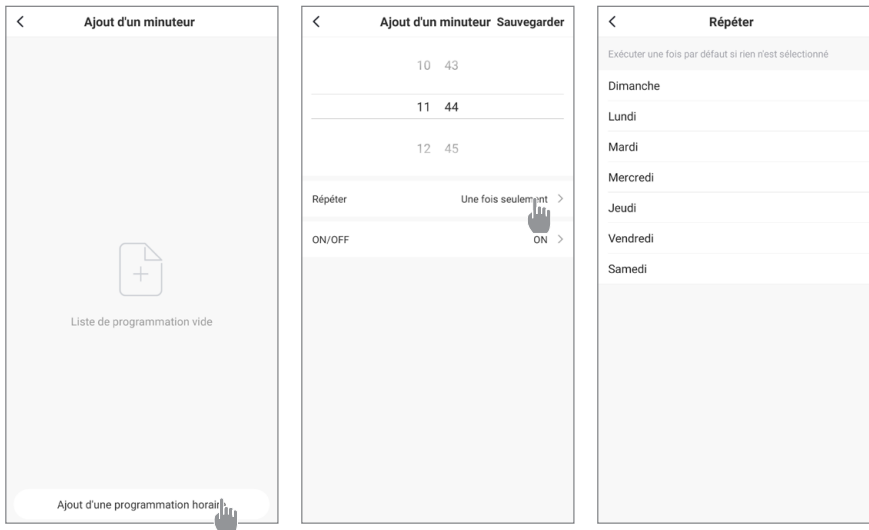 Ajout d'un minuteur
Liste de programmation vide
Ajout d'une programmation horaire
Ajout d'un minuteur Sauvegarder
10 43
11 44
12 45
Répéter Une fois seulement
ON/OFF ON
Répéter
Exécuter une fois par défaut si rien n'est sélectionné
Dimanche
Lundi
Mardi
Mercredi
Jeudi
Vendredi
Samedi